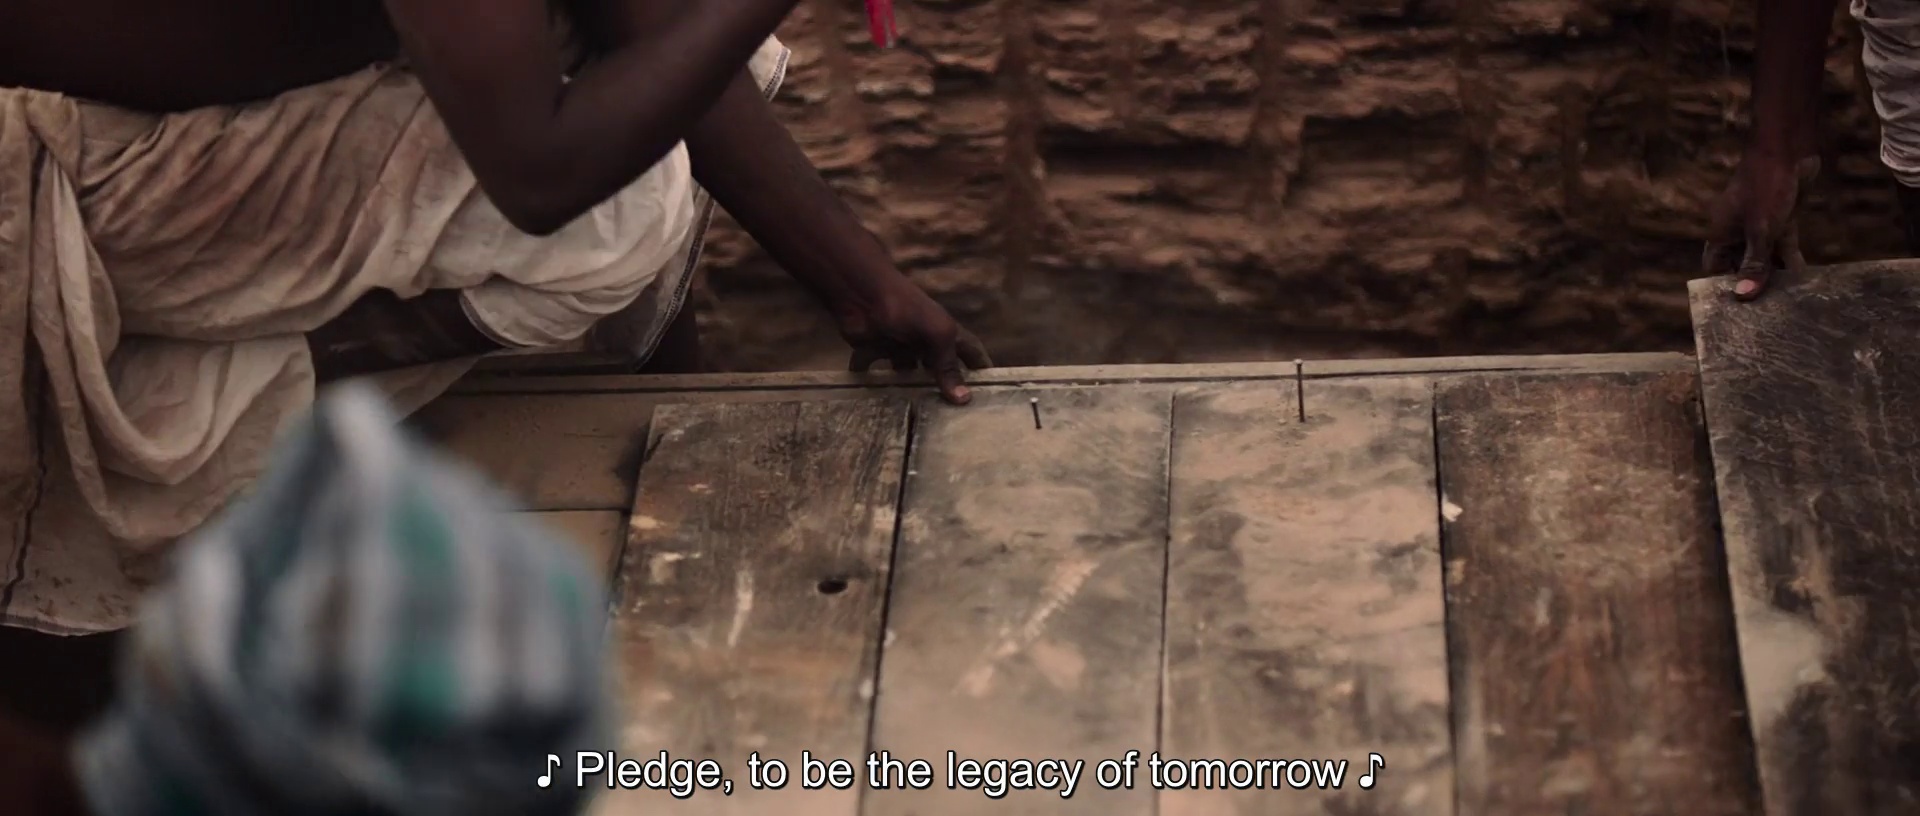 ♪ Pledge, to be the legacy of tomorrow ♪